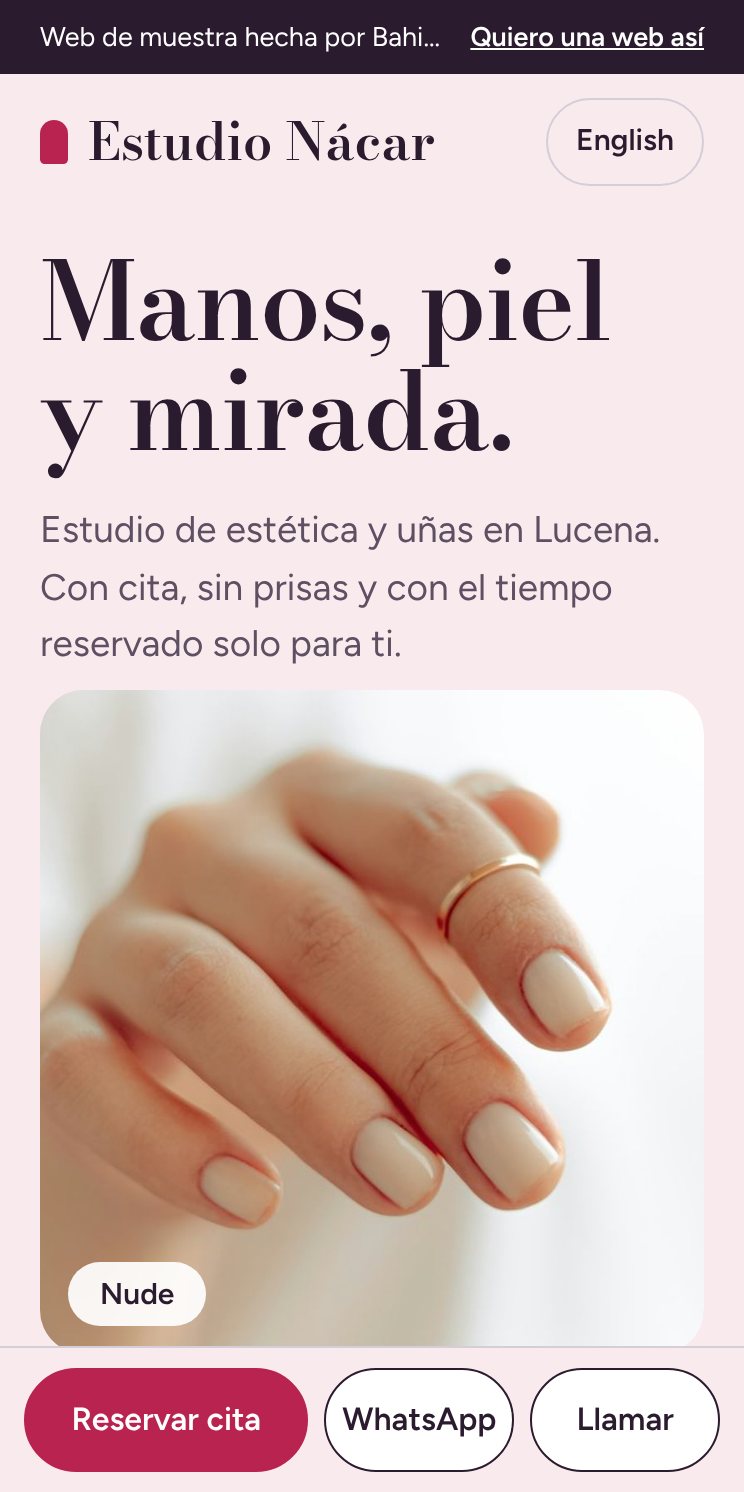 Web de muestra hecha por Bahi... Quiero una web así
Estudio Nácar English
Manos, piel
y mirada.
Estudio de estética y uñas en Lucena.
Con cita, sin prisas y con el tiempo
reservado solo para ti.
Nude
Reservar cita WhatsApp Llamar